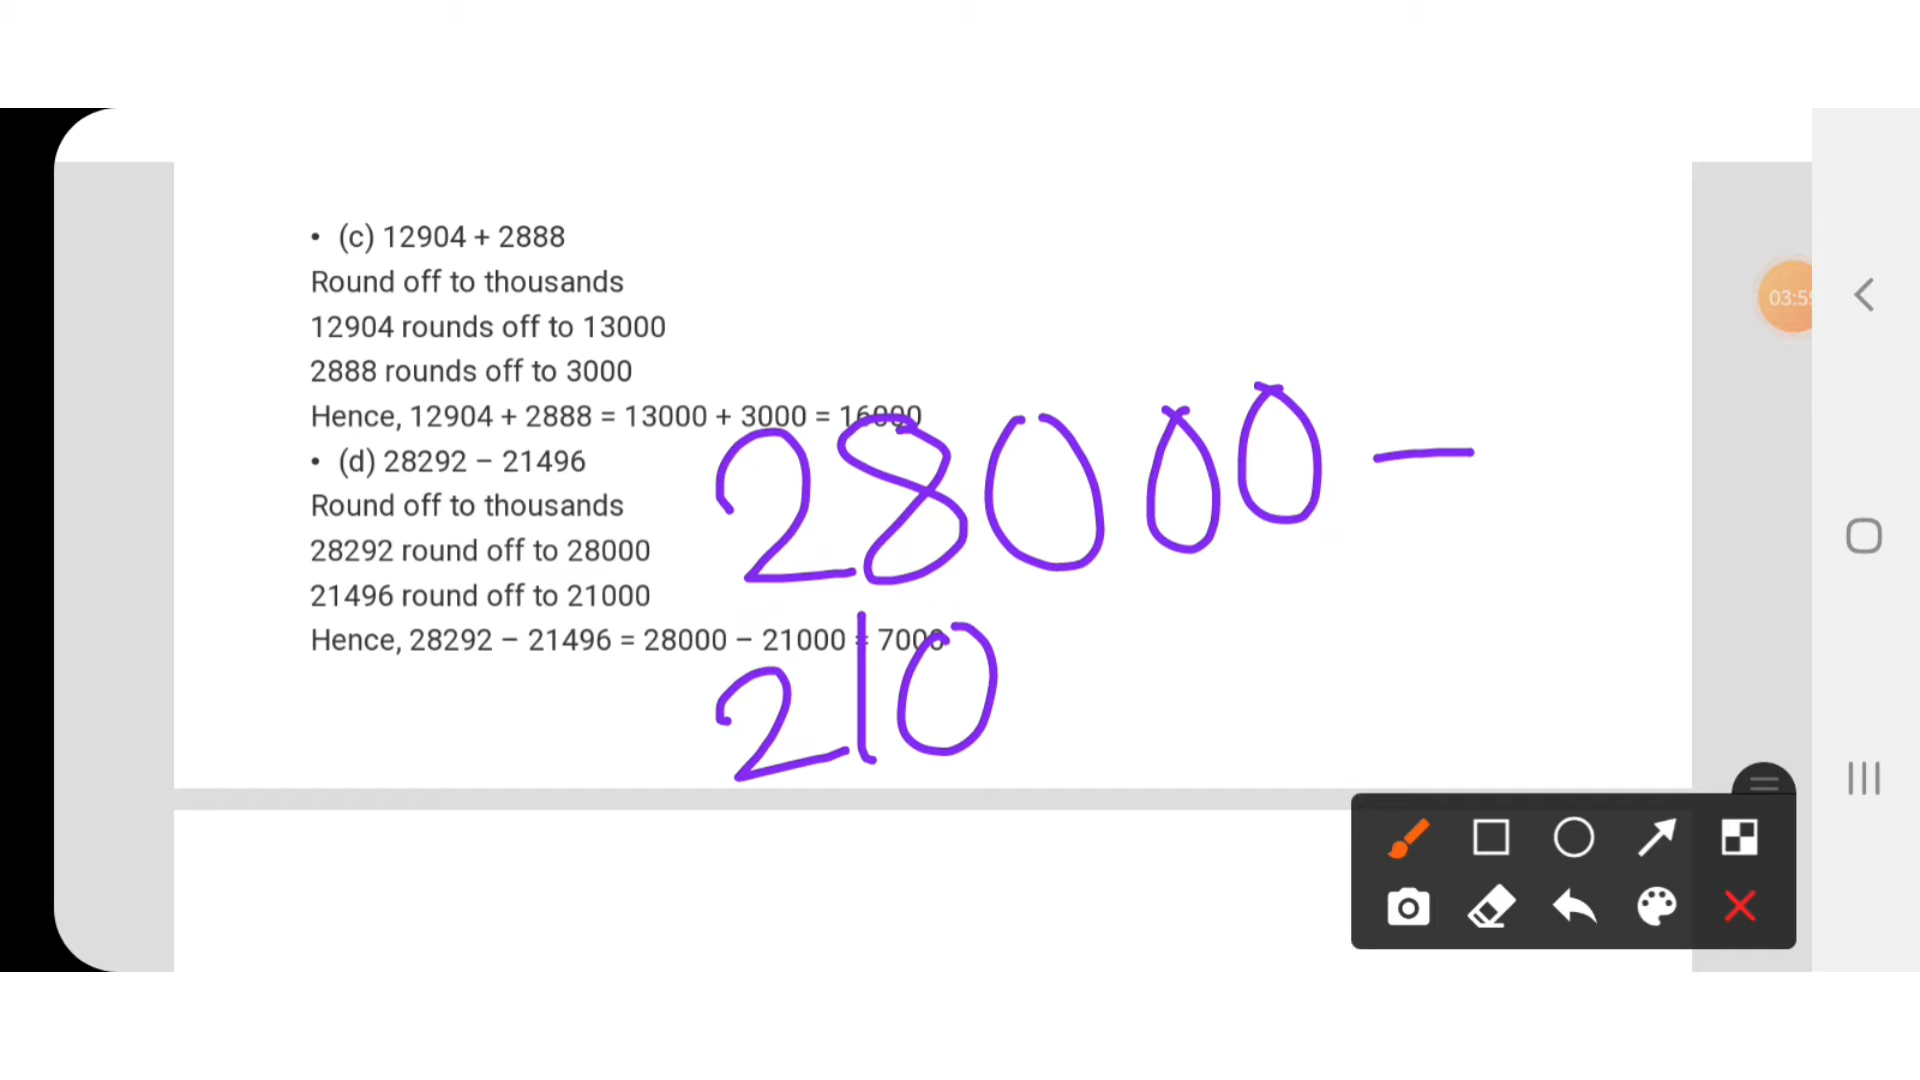 • (c) 12904 + 2888
Round off to thousands
12904 rounds off to 13000
2888 rounds off to 3000
Hence, 12904 + 2888 = 13000 + 3000 = 16000
• (d) 28292 – 21496
Round off to thousands
28292 round off to 28000
21496 round off to 21000
Hence, 28292 – 21496 = 28000 – 21000 = 7000
28000 –
210